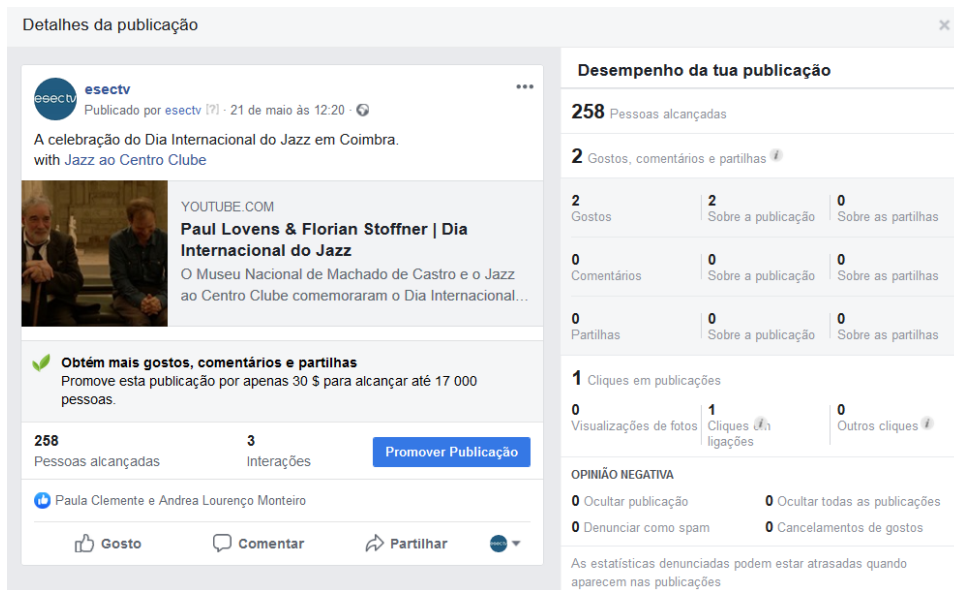 Detalhes da publicação
esectv
esectv
Publicado por esectv [?] · 21 de maio às 12:20 ·
A celebração do Dia Internacional do Jazz em Coimbra.
with Jazz ao Centro Clube
YOUTUBE.COM
Paul Lovens & Florian Stoffner | Dia
Internacional do Jazz
O Museu Nacional de Machado de Castro e o Jazz
ao Centro Clube comemoraram o Dia Internacional...
Obtém mais gostos, comentários e partilhas
Promove esta publicação por apenas 30 $ para alcançar até 17 000
pessoas.
258
Pessoas alcançadas
3
Interações
Promover Publicação
Paula Clemente e Andrea Lourenço Monteiro
Gosto
Comentar
Partilhar
Desempenho da tua publicação
258 Pessoas alcançadas
2 Gostos, comentários e partilhas
2
Gostos
2
Sobre a publicação
0
Sobre as partilhas
0
Comentários
0
Sobre a publicação
0
Sobre as partilhas
0
Partilhas
0
Sobre a publicação
0
Sobre as partilhas
1 Cliques em publicações
0
Visualizações de fotos
1
Cliques
ligações
0
Outros cliques
OPINIÃO NEGATIVA
0 Ocultar publicação
0 Ocultar todas as publicações
0 Denunciar como spam
0 Cancelamentos de gostos
As estatísticas denunciadas podem estar atrasadas quando
aparecem nas publicações